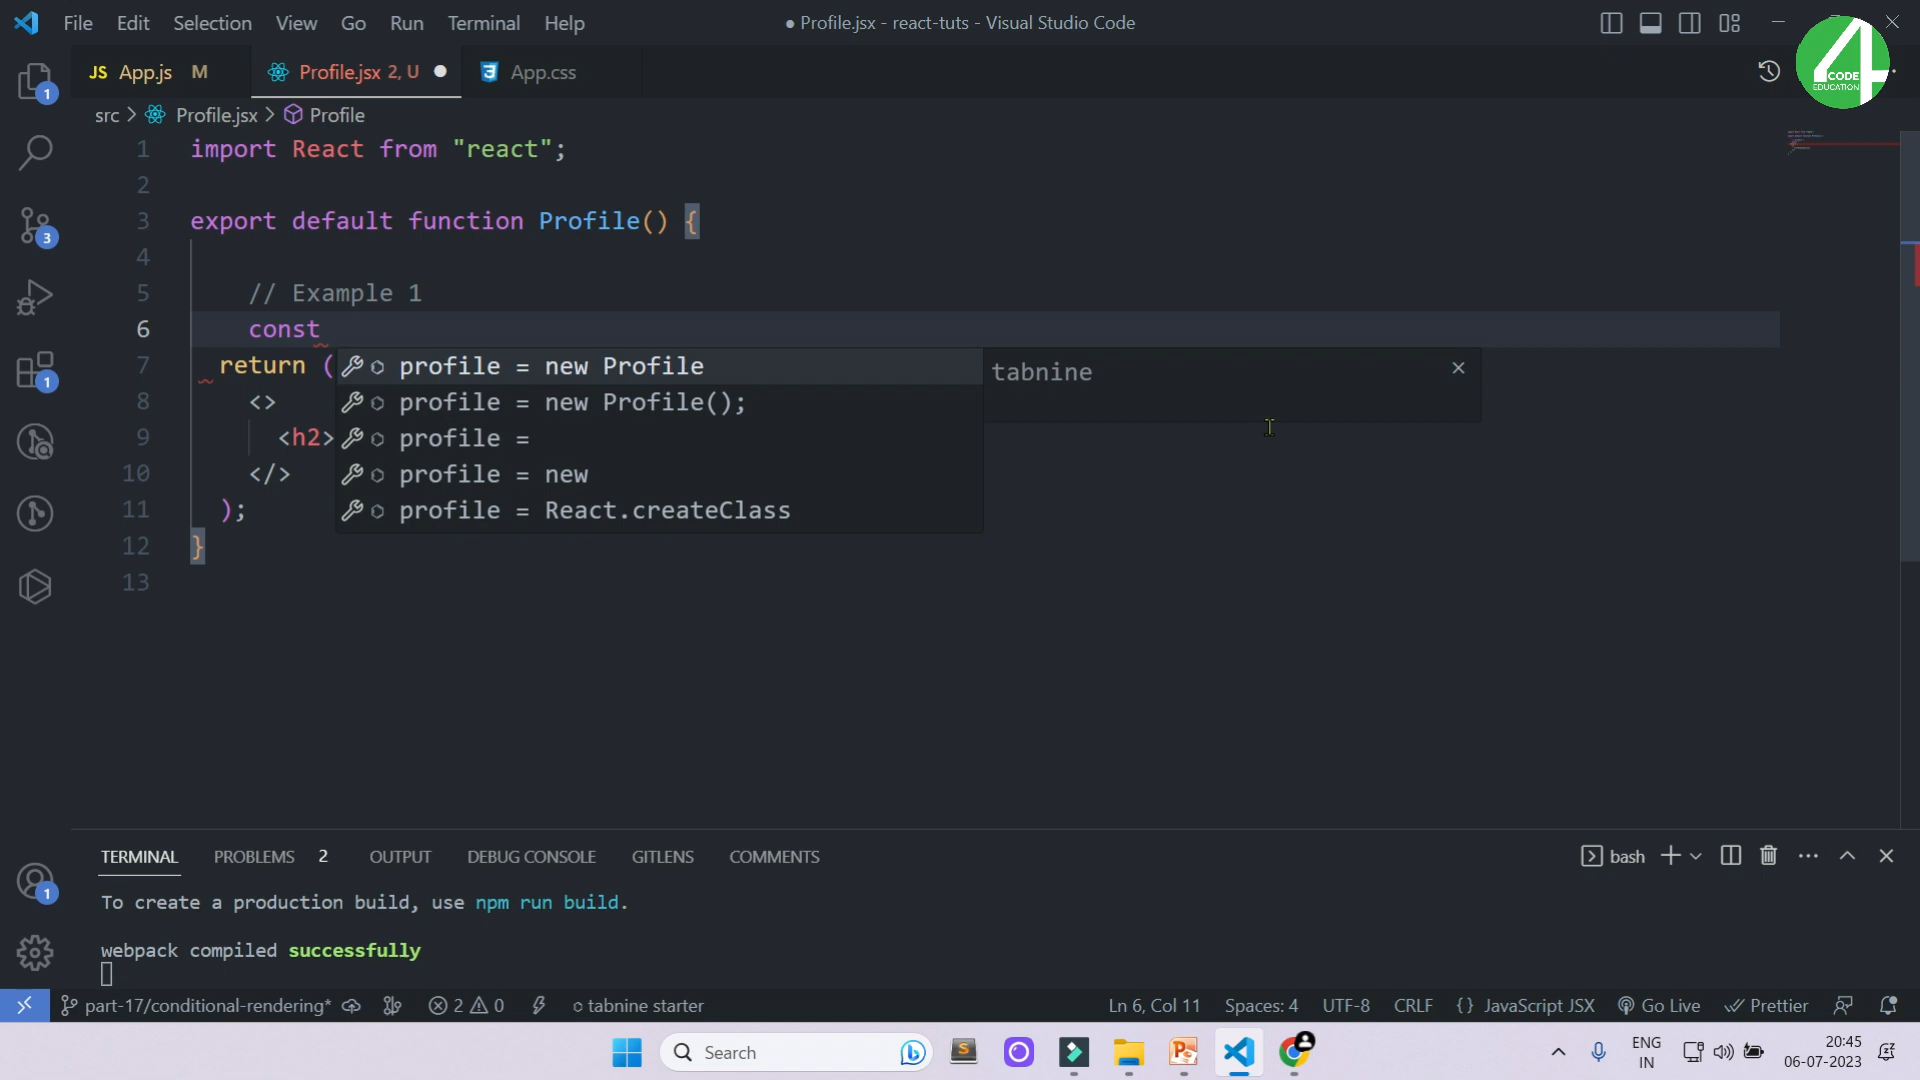 File Edit Selection View Go Run Terminal Help
● Profile.jsx - react-tuts - Visual Studio Code
4 CODE EDUCATION
JS App.js M
Profile.jsx 2, U ●
App.css
src > Profile.jsx > Profile
1 import React from "react";
2
3 export default function Profile() {
4
5 // Example 1
6 const
7 return (
8 <>
9 <h2>
10 </>
11 );
12 }
13
profile = new Profile
profile = new Profile();
profile =
profile = new
profile = React.createClass
tabnine
1
3
1
1
TERMINAL PROBLEMS 2 OUTPUT DEBUG CONSOLE GITLENS COMMENTS
bash
To create a production build, use npm run build.
webpack compiled successfully
part-17/conditional-rendering* 2 0 tabnine starter
Ln 6, Col 11 Spaces: 4 UTF-8 CRLF {} JavaScript JSX Go Live Prettier
Search
ENG
IN
20:45
06-07-2023